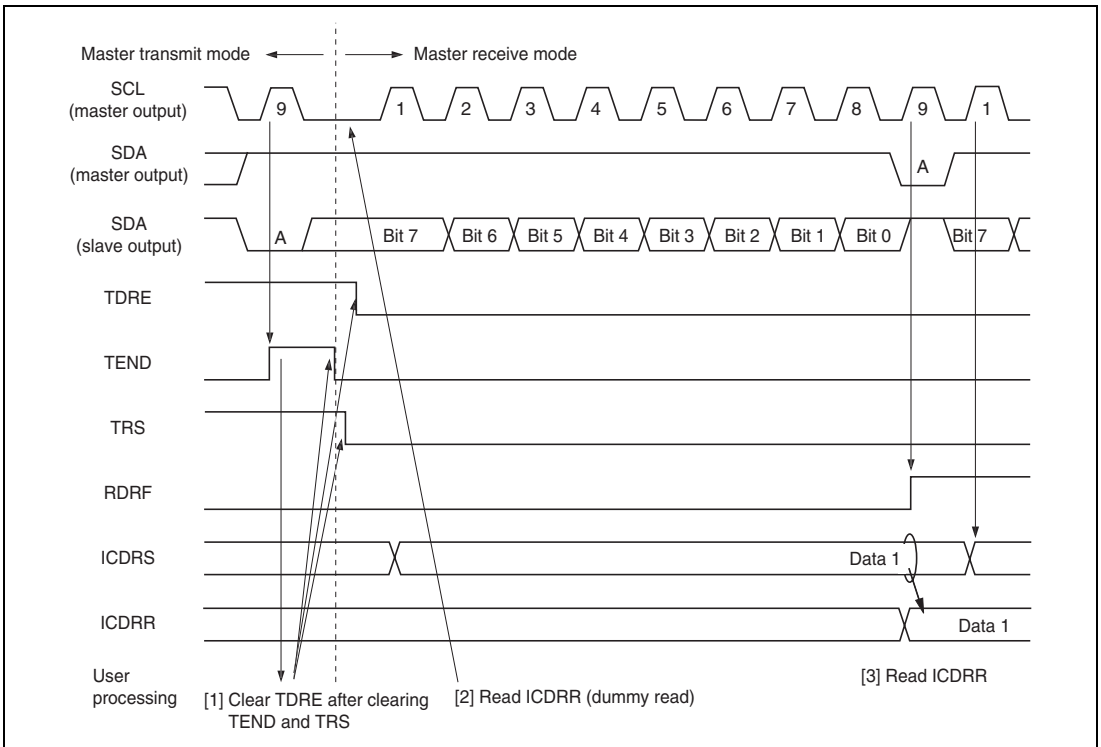 Master transmit mode Master receive mode
SCL
(master output)
9 1 2 3 4 5 6 7 8 9 1
SDA
(master output)
A
SDA
(slave output)
A Bit 7 Bit 6 Bit 5 Bit 4 Bit 3 Bit 2 Bit 1 Bit 0 Bit 7
TDRE
TEND
TRS
RDRF
ICDRS
Data 1
ICDRR
Data 1
User
processing
[1] Clear TDRE after clearing
TEND and TRS
[2] Read ICDRR (dummy read)
[3] Read ICDRR